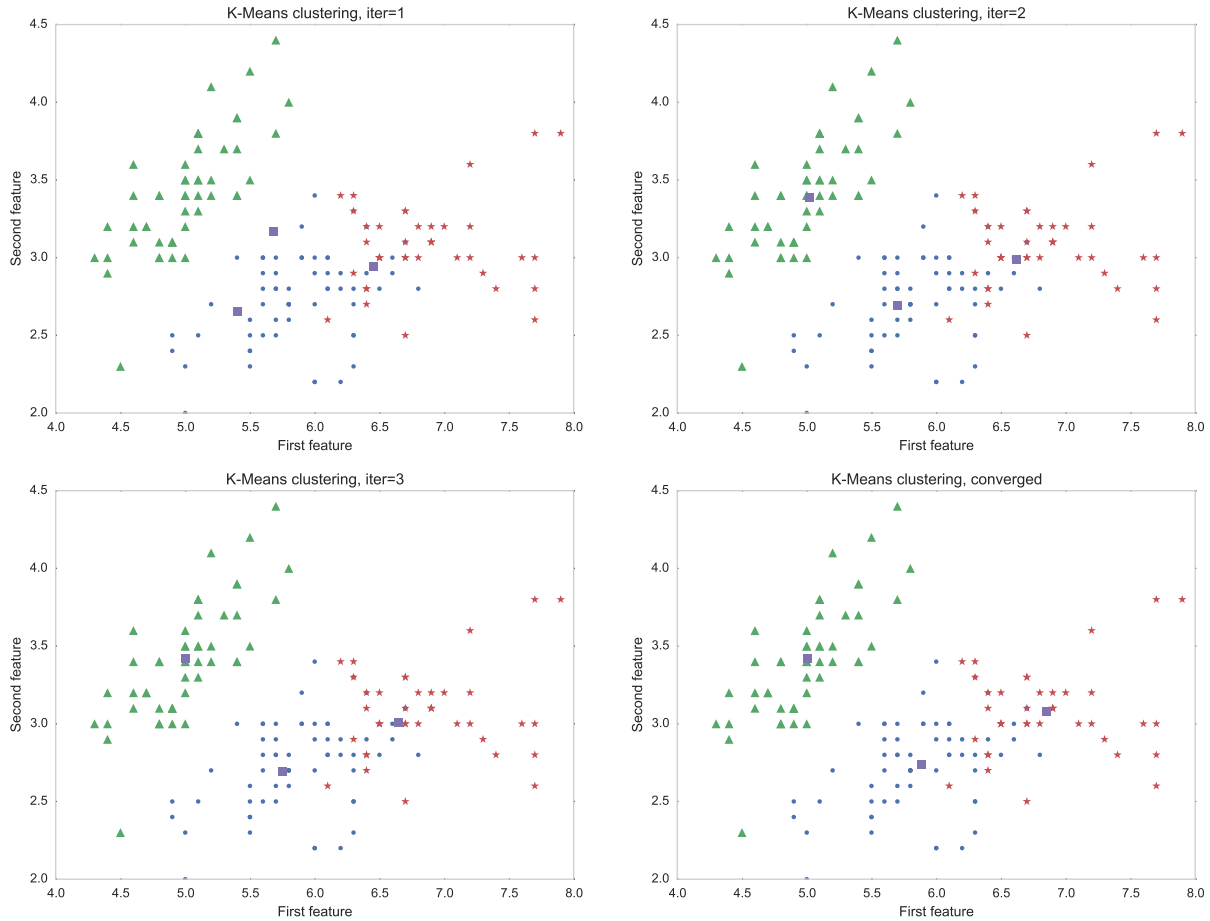 K-Means clustering, iter=1
4.5
4.0
3.5
3.0
2.5
2.0
Second feature
4.0 4.5 5.0 5.5 6.0 6.5 7.0 7.5 8.0
First feature
K-Means clustering, iter=2
4.5
4.0
3.5
3.0
2.5
2.0
Second feature
4.0 4.5 5.0 5.5 6.0 6.5 7.0 7.5 8.0
First feature
K-Means clustering, iter=3
4.5
4.0
3.5
3.0
2.5
2.0
Second feature
4.0 4.5 5.0 5.5 6.0 6.5 7.0 7.5 8.0
First feature
K-Means clustering, converged
4.5
4.0
3.5
3.0
2.5
2.0
Second feature
4.0 4.5 5.0 5.5 6.0 6.5 7.0 7.5 8.0
First feature